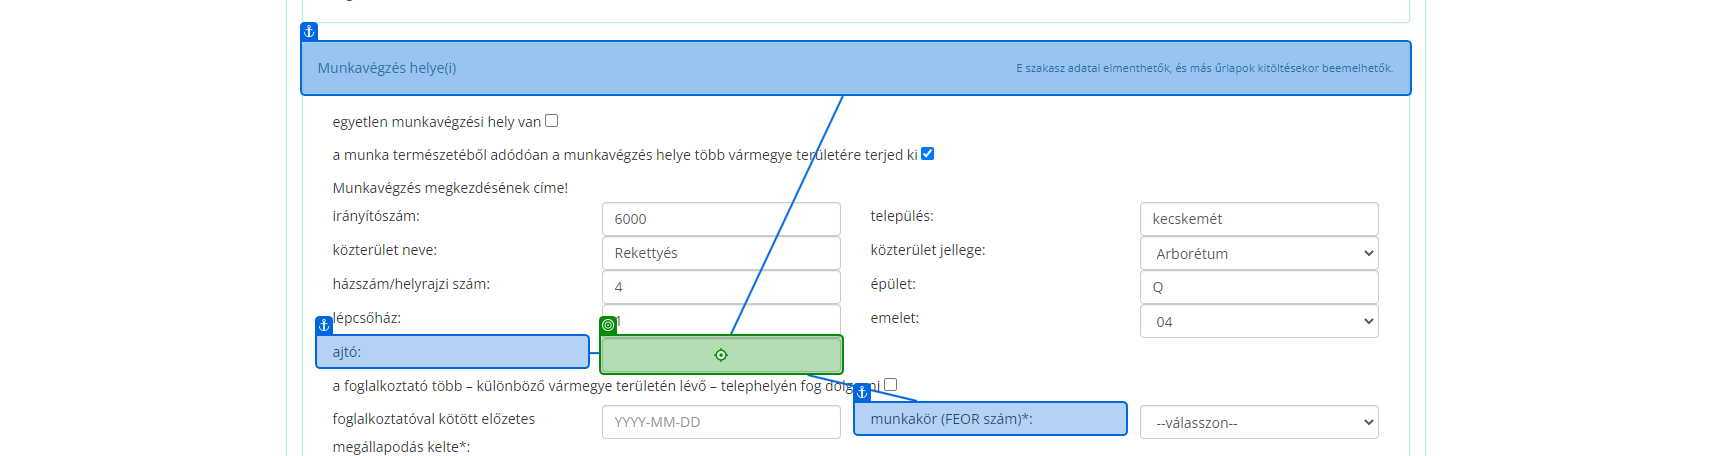 Munkavégzés helye(i)
E szakasz adatai elmenthetők, és más űrlapok kitöltésekor beemelhetők.
egyetlen munkavégzési hely van
a munka természetéből adódóan a munkavégzés helye több vármegye területére terjed ki
Munkavégzés megkezdésének címe!
irányítószám: 6000 település: kecskemét
közterület neve: Rekettyés közterület jellege: Arborétum
házszám/helyrajzi szám: 4 épület: Q
lépcsőház: 1 emelet: 04
ajtó:
a foglalkoztató több – különböző vármegye területén lévő – telephelyén fog
foglalkoztatóval kötött előzetes YYYY-MM-DD munkakör (FEOR szám)*: --válasszon--
megállapodás kelte*: